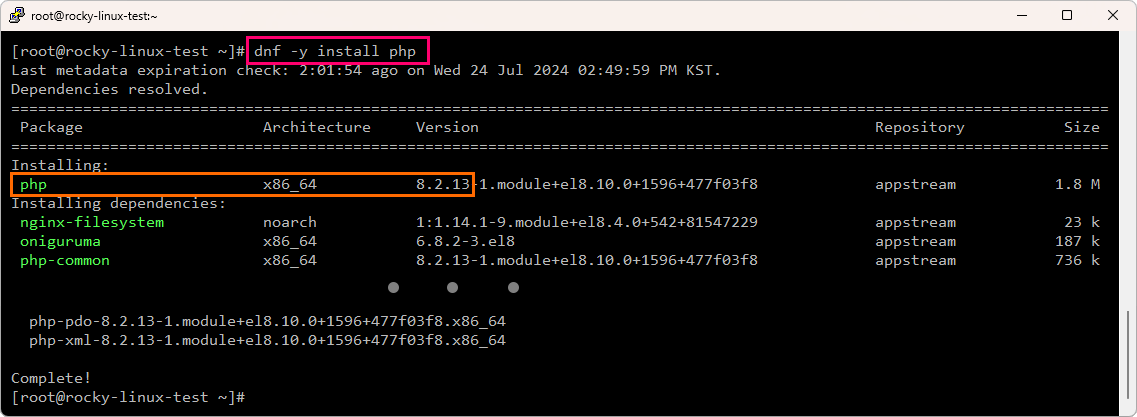 root@rocky-linux-test:~
[root@rocky-linux-test ~]# dnf -y install php
Last metadata expiration check: 2:01:54 ago on Wed 24 Jul 2024 02:49:59 PM KST.
Dependencies resolved.
================================================================================
Package Architecture Version Repository Size
================================================================================
Installing:
php x86_64 8.2.13-1.module+el8.10.0+1596+477f03f8 appstream 1.8 M
Installing dependencies:
nginx-filesystem noarch 1:1.14.1-9.module+el8.4.0+542+81547229 appstream 23 k
oniguruma x86_64 6.8.2-3.el8 appstream 187 k
php-common x86_64 8.2.13-1.module+el8.10.0+1596+477f03f8 appstream 736 k
php-pdo-8.2.13-1.module+el8.10.0+1596+477f03f8.x86_64
php-xml-8.2.13-1.module+el8.10.0+1596+477f03f8.x86_64
Complete!
[root@rocky-linux-test ~]#